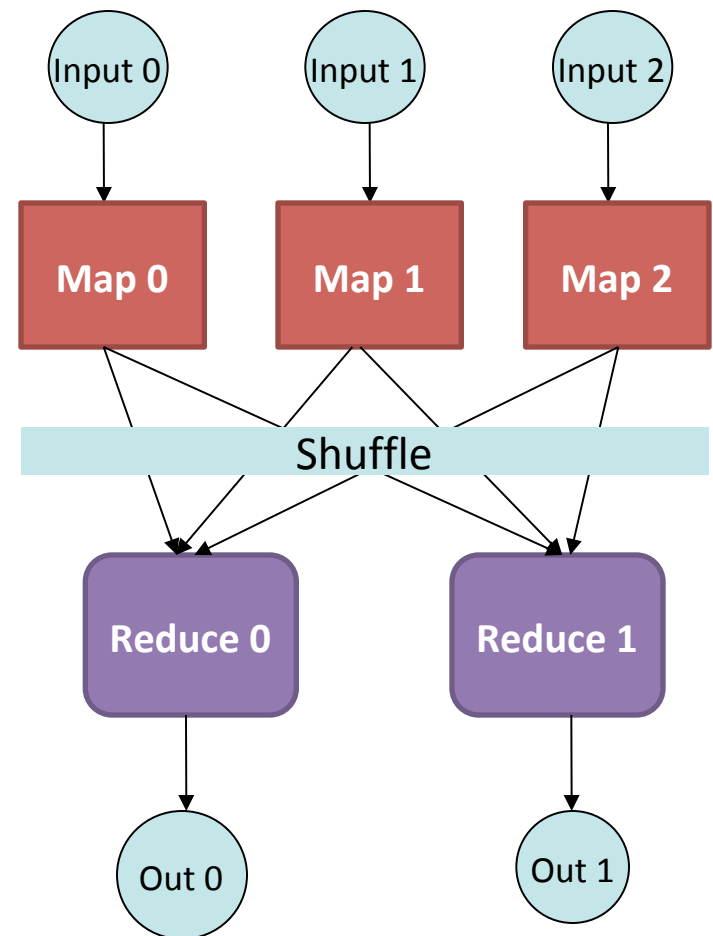 Input 0
Input 1
Input 2
Map 0
Map 1
Map 2
Shuffle
Reduce 0
Reduce 1
Out 0
Out 1